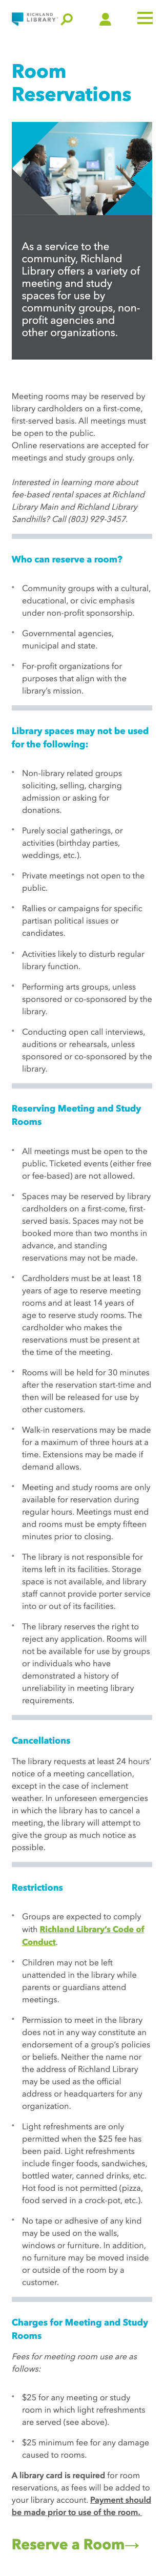 RICHLAND
LIBRARY
Room
Reservations
As a service to the
community, Richland
Library offers a variety of
meeting and study
spaces for use by
community groups, non-
profit agencies and
other organizations.
Meeting rooms may be reserved by
library cardholders on a first-come,
first-served basis. All meetings must
be open to the public.
Online reservations are accepted for
meetings and study groups only.
Interested in learning more about
fee-based rental spaces at Richland
Library Main and Richland Library
Sandhills? Call (803) 929-3457.
Who can reserve a room?
Community groups with a cultural,
educational, or civic emphasis
under non-profit sponsorship.
Governmental agencies,
municipal and state.
For-profit organizations for
purposes that align with the
library's mission.
Library spaces may not be used
for the following:
Non-library related groups
soliciting, selling, charging
admission or asking for
donations.
Purely social gatherings, or
activities (birthday parties,
weddings, etc.).
Private meetings not open to the
public.
Rallies or campaigns for specific
partisan political issues or
candidates.
Activities likely to disturb regular
library function.
Performing arts groups, unless
sponsored or co-sponsored by the
library.
Conducting open call interviews,
auditions or rehearsals, unless
sponsored or co-sponsored by the
library.
Reserving Meeting and Study
Rooms
All meetings must be open to the
public. Ticketed events (either free
or fee-based) are not allowed.
Spaces may be reserved by library
cardholders on a first-come, first-
served basis. Spaces may not be
booked more than two months in
advance, and standing
reservations may not be made.
Cardholders must be at least 18
years of age to reserve meeting
rooms and at least 14 years of
age to reserve study rooms. The
cardholder who makes the
reservations must be present at
the time of the meeting.
Rooms will be held for 30 minutes
after the reservation start-time and
then will be released for use by
other customers.
Walk-in reservations may be made
for a maximum of three hours at a
time. Extensions may be made if
demand allows.
Meeting and study rooms are only
available for reservation during
regular hours. Meetings must end
and rooms must be empty fifteen
minutes prior to closing.
The library is not responsible for
items left in its facilities. Storage
space is not available, and library
staff cannot provide porter service
into or out of its facilities.
The library reserves the right to
reject any application. Rooms will
not be available for use by groups
or individuals who have
demonstrated a history of
unreliability in meeting library
requirements.
Cancellations
The library requests at least 24 hours'
notice of a meeting cancellation,
except in the case of inclement
weather. In unforeseen emergencies
in which the library has to cancel a
meeting, the library will attempt to
give the group as much notice as
possible.
Restrictions
Groups are expected to comply
with Richland Library's Code of
Conduct.
Children may not be left
unattended in the library while
parents or guardians attend
meetings.
Permission to meet in the library
does not in any way constitute an
endorsement of a group's policies
or beliefs. Neither the name nor
the address of Richland Library
may be used as the official
address or headquarters for any
organization.
Light refreshments are only
permitted when the $25 fee has
been paid. Light refreshments
include finger foods, sandwiches,
bottled water, canned drinks, etc.
Hot food is not permitted (pizza,
food served in a crock-pot, etc.).
No tape or adhesive of any kind
may be used on the walls,
windows or furniture. In addition,
no furniture may be moved inside
or outside of the room by a
customer.
Charges for Meeting and Study
Rooms
Fees for meeting room use are as
follows:
$25 for any meeting or study
room in which light refreshments
are served (see above).
$25 minimum fee for any damage
caused to rooms.
A library card is required for room
reservations, as fees will be added to
your library account. Payment should
be made prior to use of the room.
Reserve a Room→